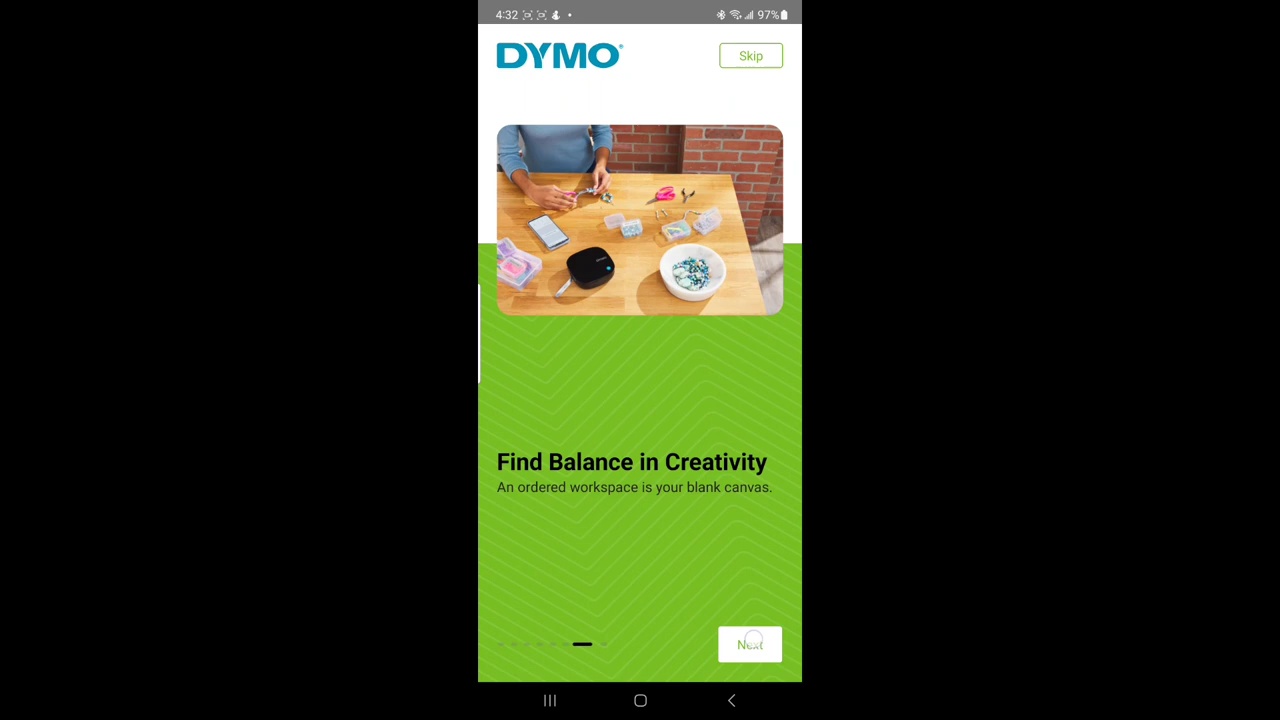 4:32
97%
DYMO®
Skip
Find Balance in Creativity
An ordered workspace is your blank canvas.
Next